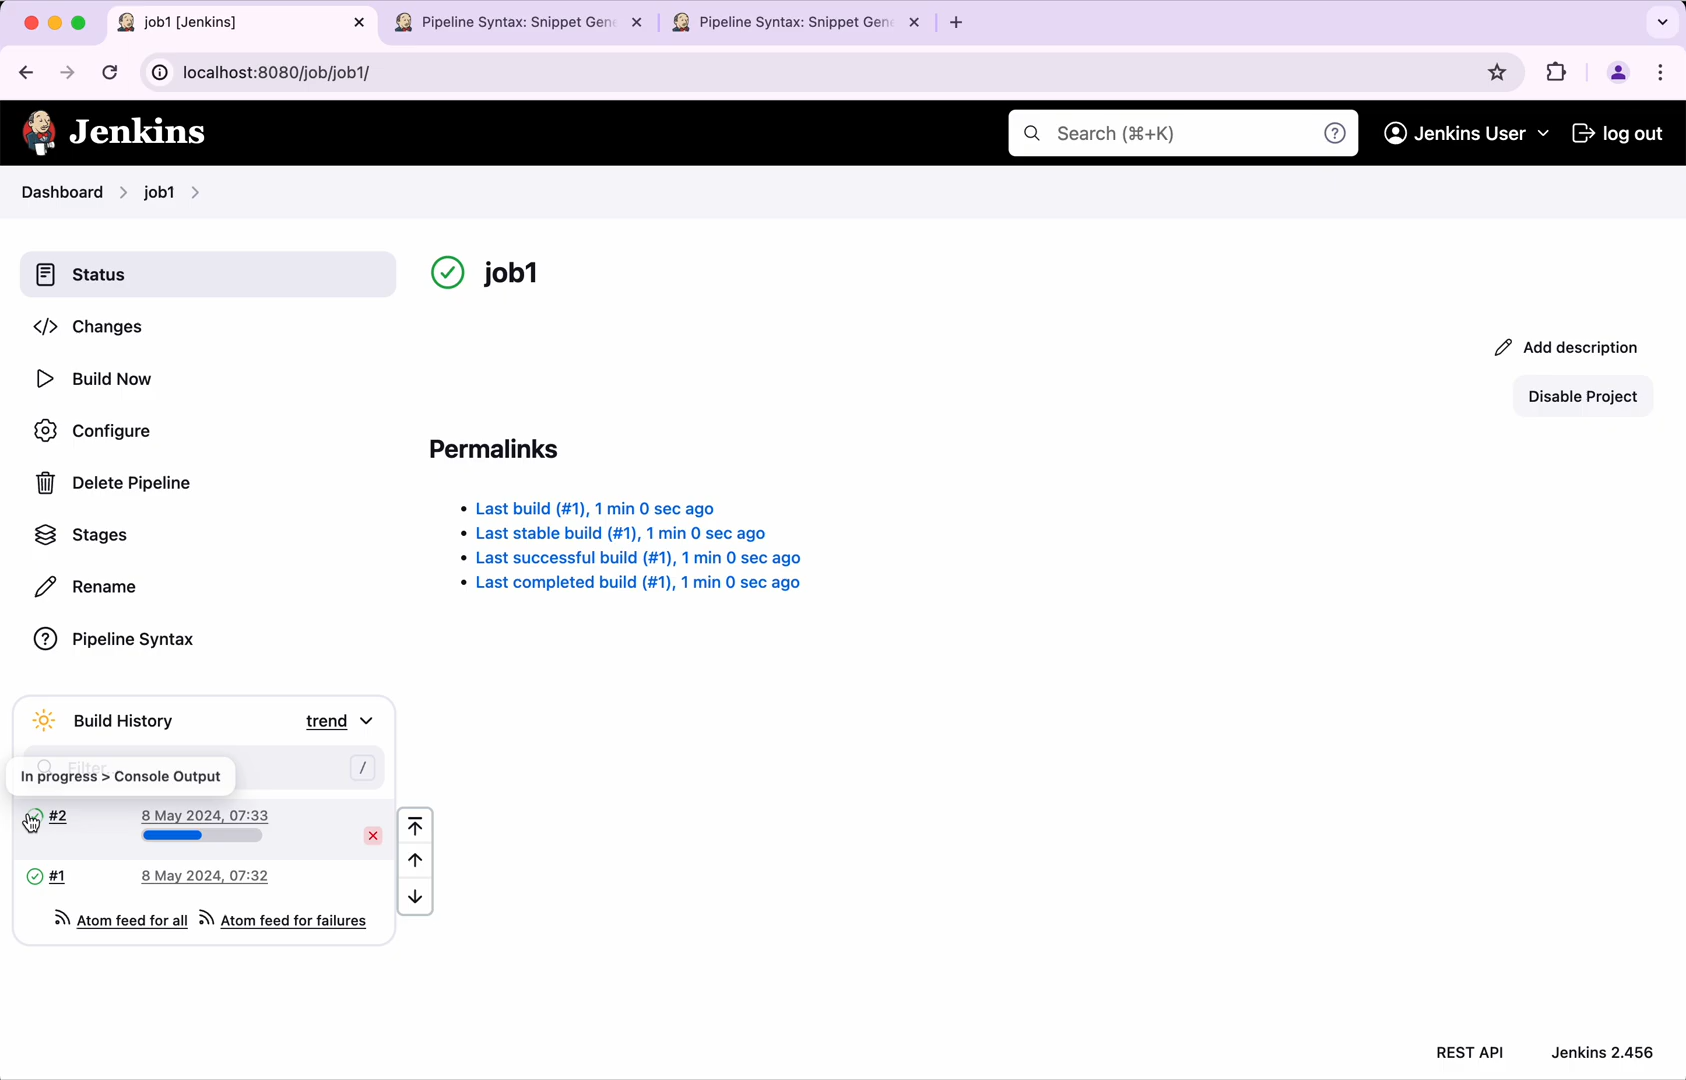 job1 [Jenkins]
Pipeline Syntax: Snippet Gene
Pipeline Syntax: Snippet Gene
localhost:8080/job/job1/
Jenkins
Search (⌘+K)
Jenkins User
log out
Dashboard
job1
Status
job1
Changes
Add description
Build Now
Disable Project
Configure
Permalinks
Delete Pipeline
Last build (#1), 1 min 0 sec ago
Last stable build (#1), 1 min 0 sec ago
Stages
Last successful build (#1), 1 min 0 sec ago
Last completed build (#1), 1 min 0 sec ago
Rename
Pipeline Syntax
Build History
trend
Filter
/
In progress > Console Output
#2
8 May 2024, 07:33
#1
8 May 2024, 07:32
Atom feed for all
Atom feed for failures
REST API
Jenkins 2.456